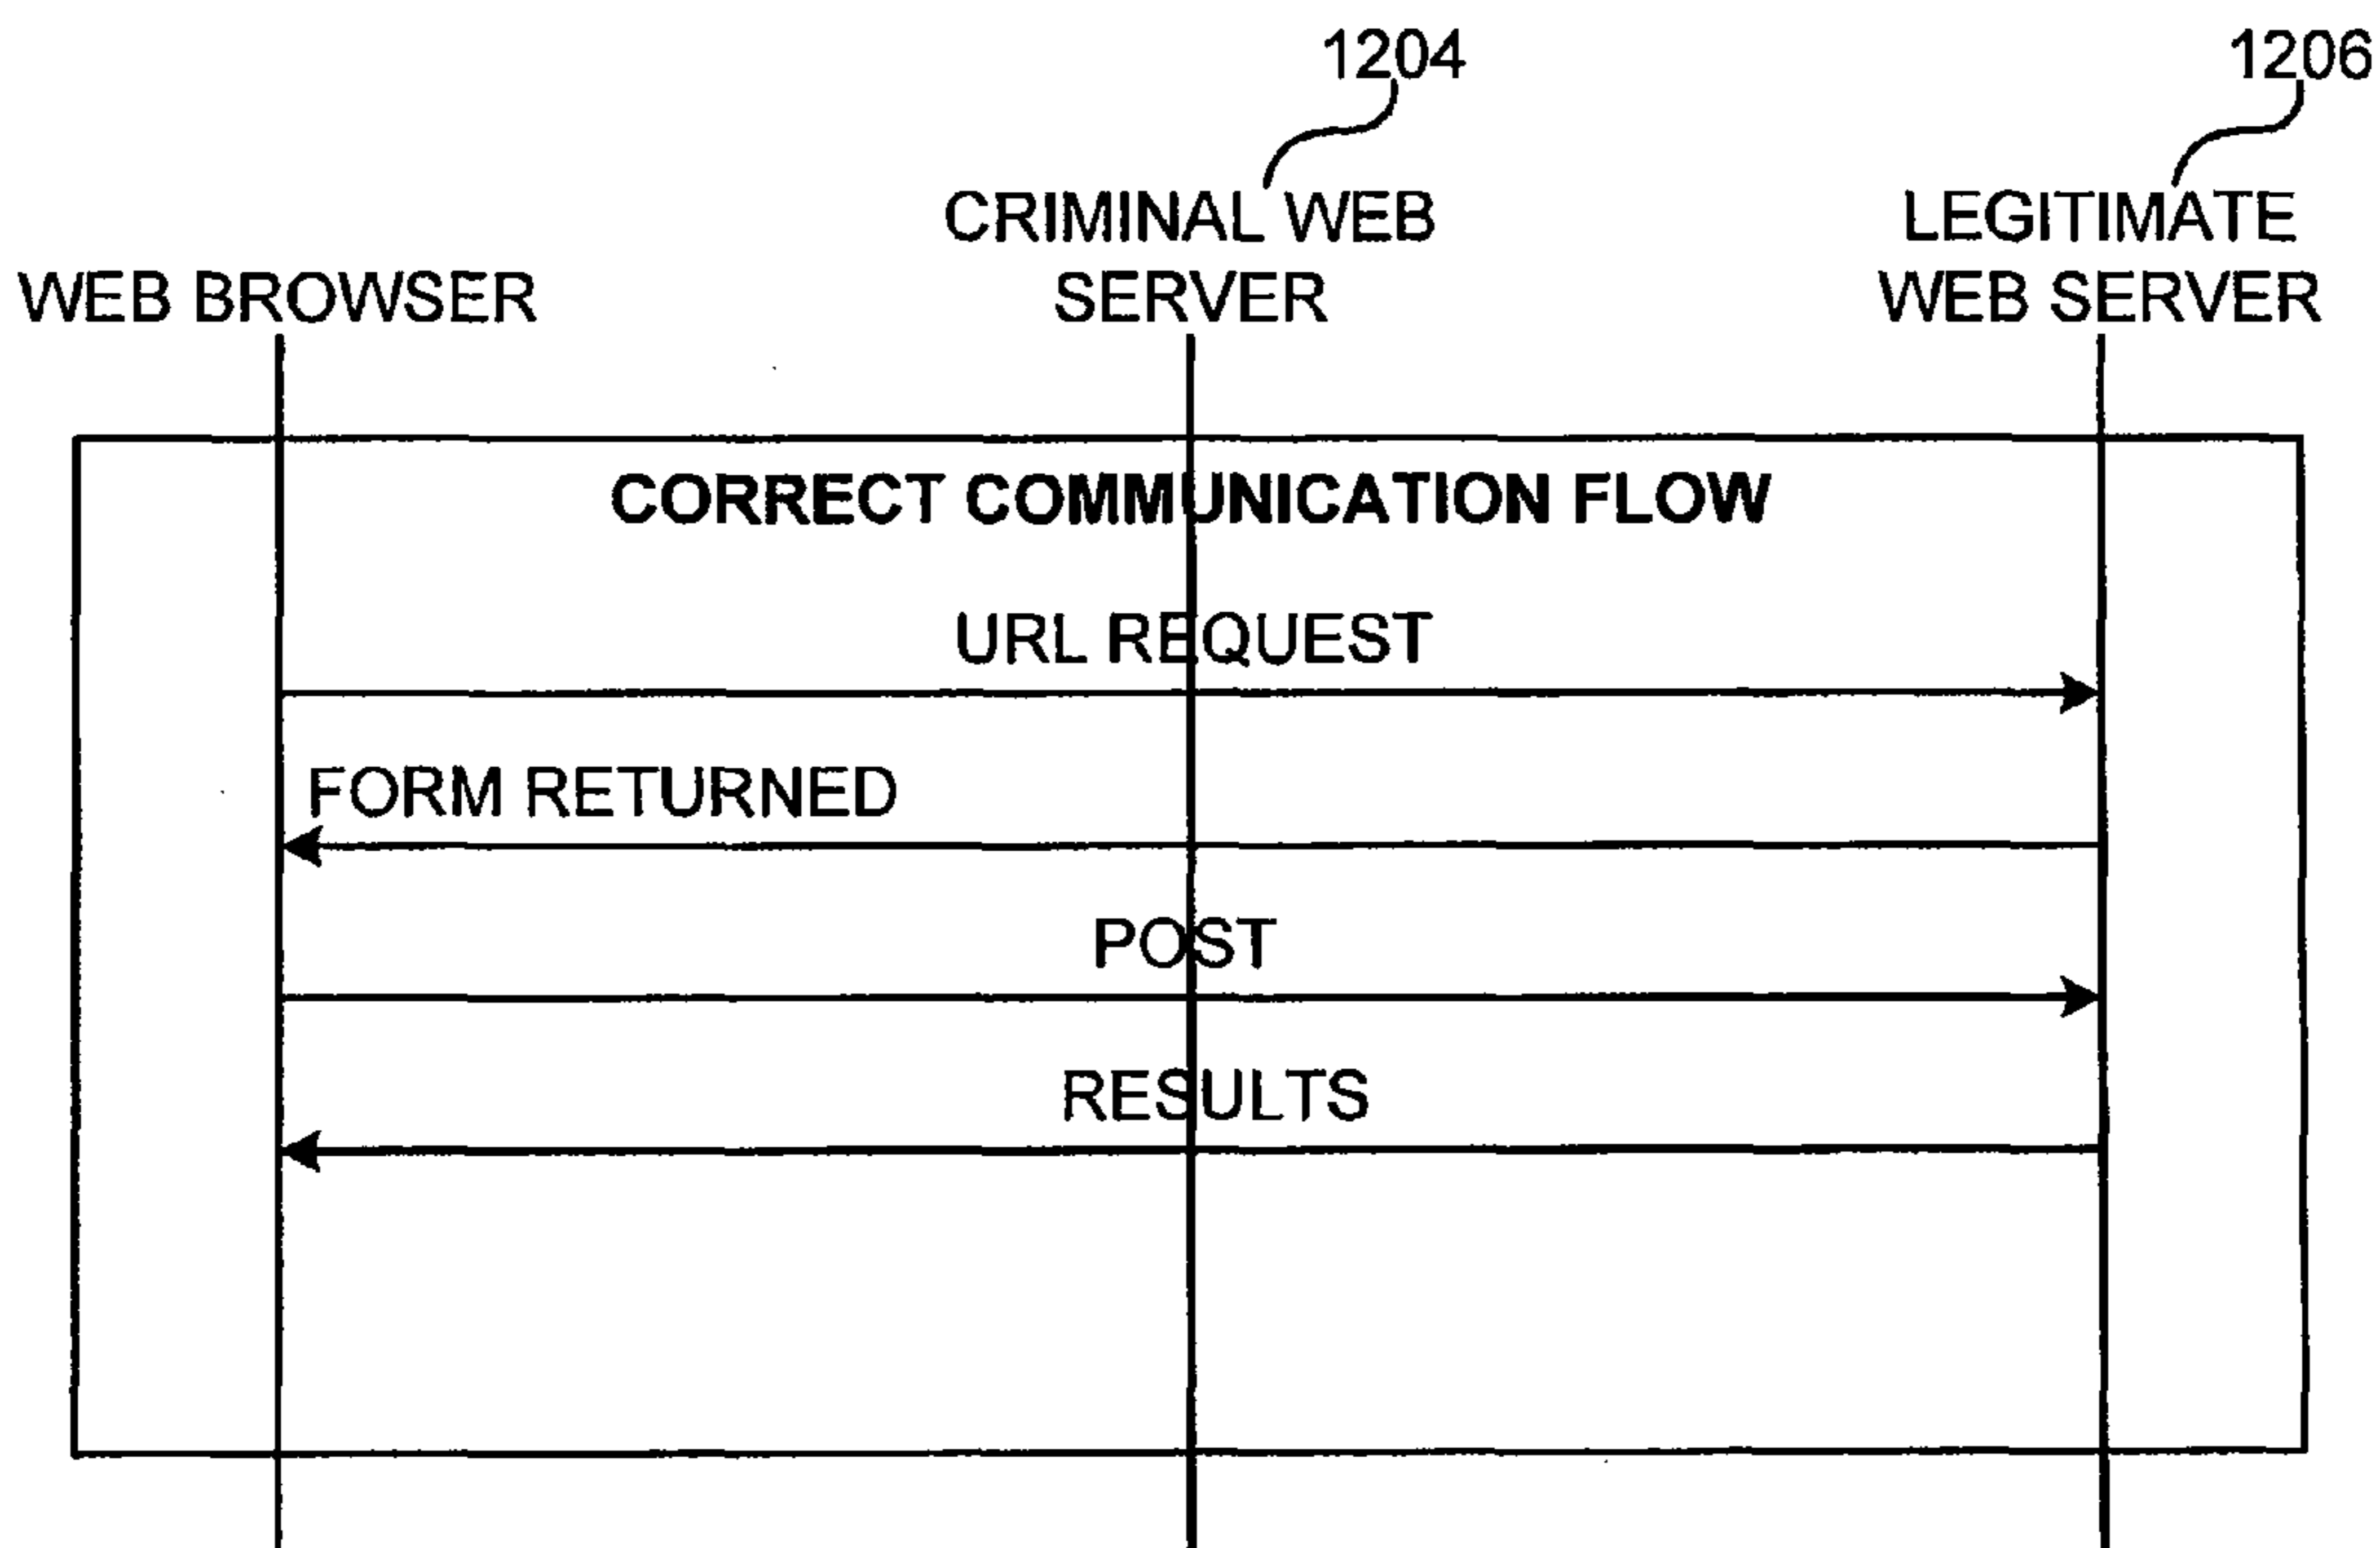 1204
1206
CRIMINAL WEB
SERVER
LEGITIMATE
WEB SERVER
WEB BROWSER
CORRECT COMMUNICATION FLOW
URL REQUEST
FORM RETURNED
POST
RESULTS